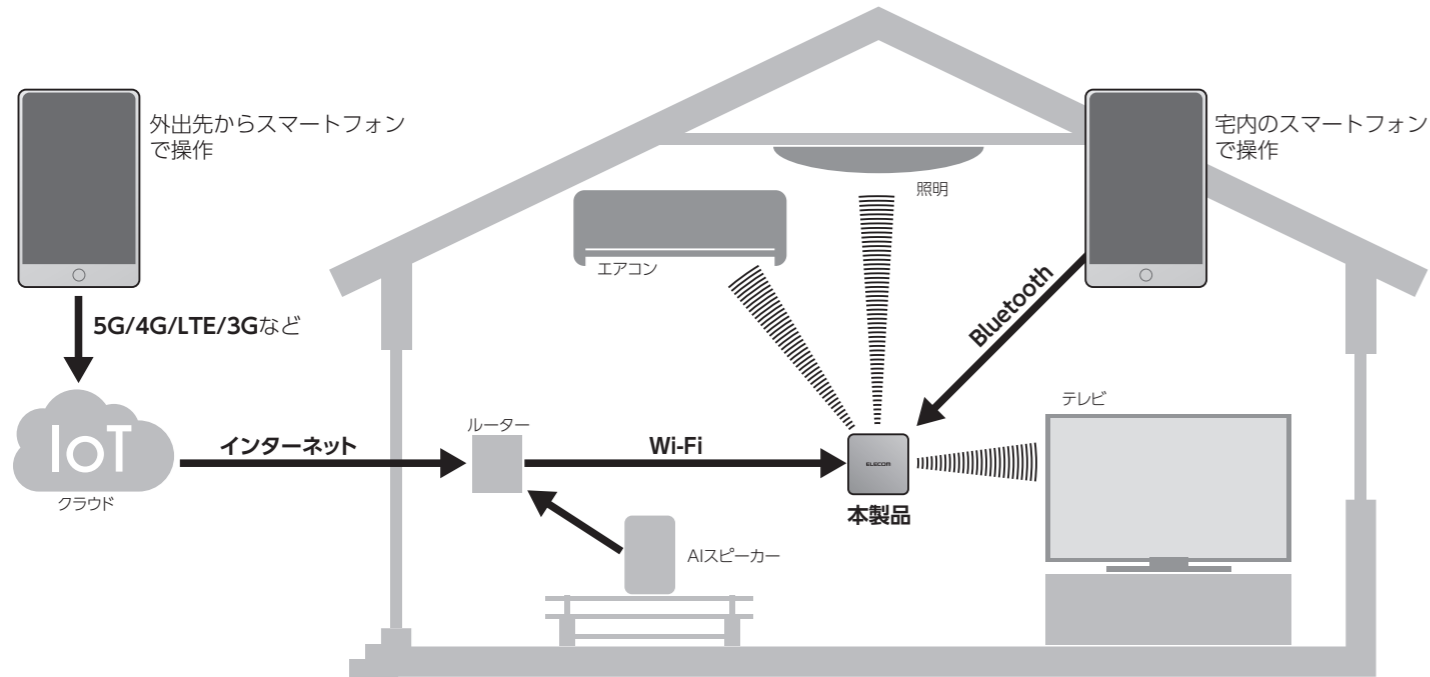 外出先からスマートフォン
で操作
宅内のスマートフォン
で操作
照明
エアコン
Bluetooth
5G/4G/LTE/3Gなど
テレビ
ルーター
IoT
インターネット
Wi-Fi
ELECOM
クラウド
本製品
AIスピーカー